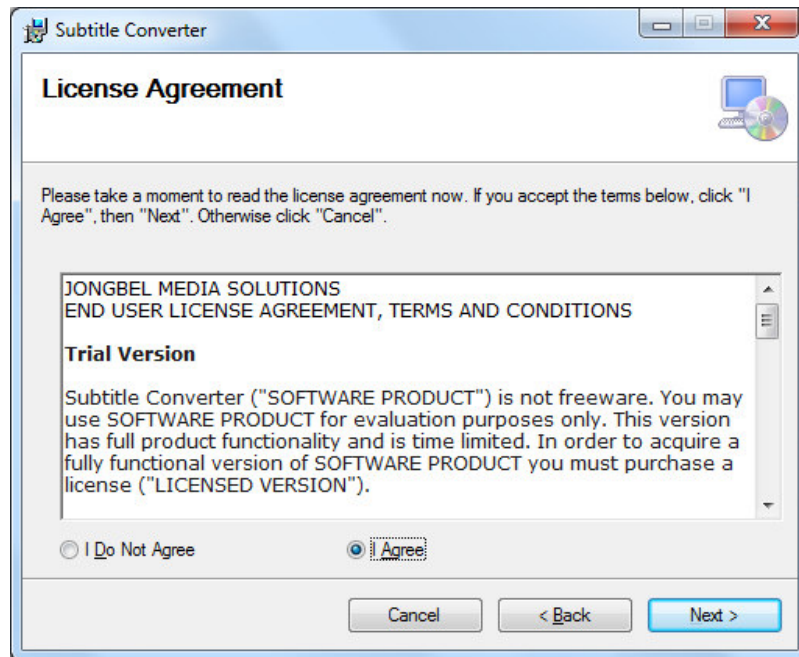 Subtitle Converter
License Agreement
Please take a moment to read the license agreement now. If you accept the terms below, click "I
Agree", then "Next". Otherwise click "Cancel".
JONGBEL MEDIA SOLUTIONS
END USER LICENSE AGREEMENT, TERMS AND CONDITIONS
Trial Version
Subtitle Converter ("SOFTWARE PRODUCT") is not freeware. You may
use SOFTWARE PRODUCT for evaluation purposes only. This version
has full product functionality and is time limited. In order to acquire a
fully functional version of SOFTWARE PRODUCT you must purchase a
license ("LICENSED VERSION").
I Do Not Agree
I Agree
Cancel
< Back
Next >